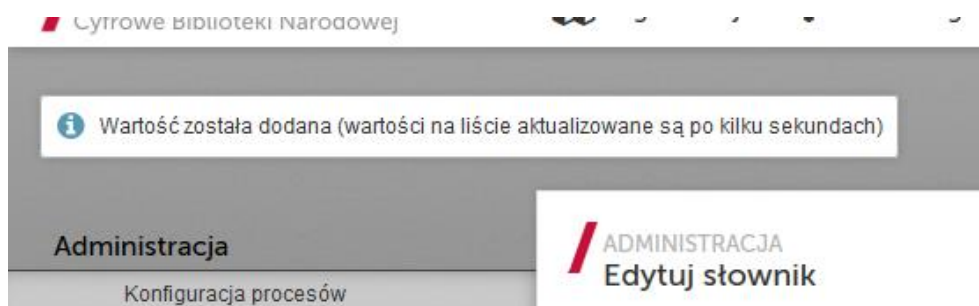 Cyfrowe Biblioteki Narodowej
Wartość została dodana (wartości na liście aktualizowane są po kilku sekundach)
Administracja
ADMINISTRACJA
Edytuj słownik
Konfiguracja procesów